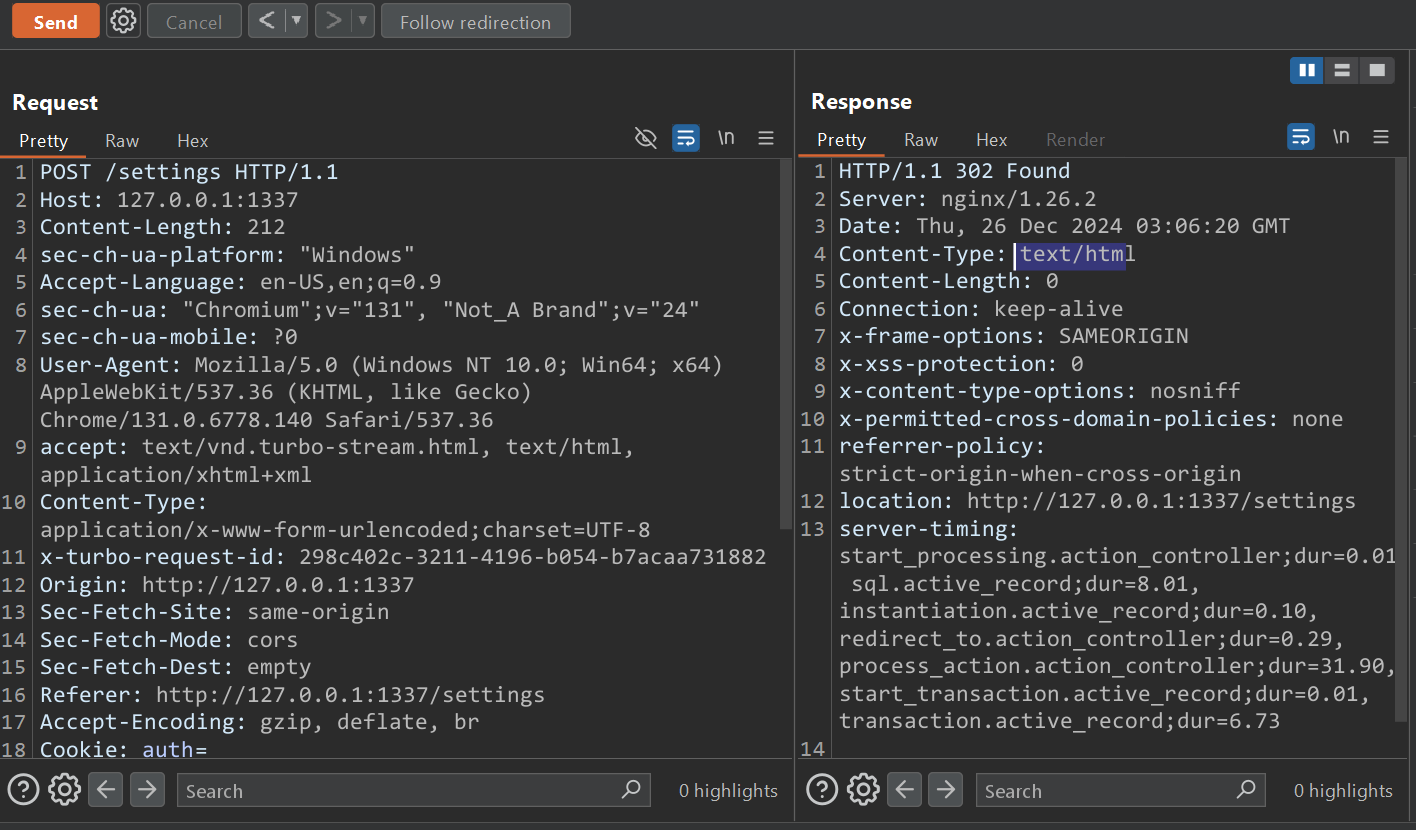 Send
Cancel
<
>
Follow redirection
Request
Pretty Raw Hex
\n
1 POST /settings HTTP/1.1
2 Host: 127.0.0.1:1337
3 Content-Length: 212
4 sec-ch-ua-platform: "Windows"
5 Accept-Language: en-US,en;q=0.9
6 sec-ch-ua: "Chromium";v="131", "Not_A Brand";v="24"
7 sec-ch-ua-mobile: ?0
8 User-Agent: Mozilla/5.0 (Windows NT 10.0; Win64; x64)
AppleWebKit/537.36 (KHTML, like Gecko)
Chrome/131.0.6778.140 Safari/537.36
9 accept: text/vnd.turbo-stream.html, text/html,
application/xhtml+xml
10 Content-Type:
application/x-www-form-urlencoded;charset=UTF-8
11 x-turbo-request-id: 298c402c-3211-4196-b054-b7acaa731882
12 Origin: http://127.0.0.1:1337
13 Sec-Fetch-Site: same-origin
14 Sec-Fetch-Mode: cors
15 Sec-Fetch-Dest: empty
16 Referer: http://127.0.0.1:1337/settings
17 Accept-Encoding: gzip, deflate, br
18 Cookie: auth=
?
Search
0 highlights
Response
Pretty Raw Hex Render
\n
1 HTTP/1.1 302 Found
2 Server: nginx/1.26.2
3 Date: Thu, 26 Dec 2024 03:06:20 GMT
4 Content-Type: text/html
5 Content-Length: 0
6 Connection: keep-alive
7 x-frame-options: SAMEORIGIN
8 x-xss-protection: 0
9 x-content-type-options: nosniff
10 x-permitted-cross-domain-policies: none
11 referrer-policy:
strict-origin-when-cross-origin
12 location: http://127.0.0.1:1337/settings
13 server-timing:
start_processing.action_controller;dur=0.01
sql.active_record;dur=8.01,
instantiation.active_record;dur=0.10,
redirect_to.action_controller;dur=0.29,
process_action.action_controller;dur=31.90,
start_transaction.active_record;dur=0.01,
transaction.active_record;dur=6.73
14
?
Search
0 highlights